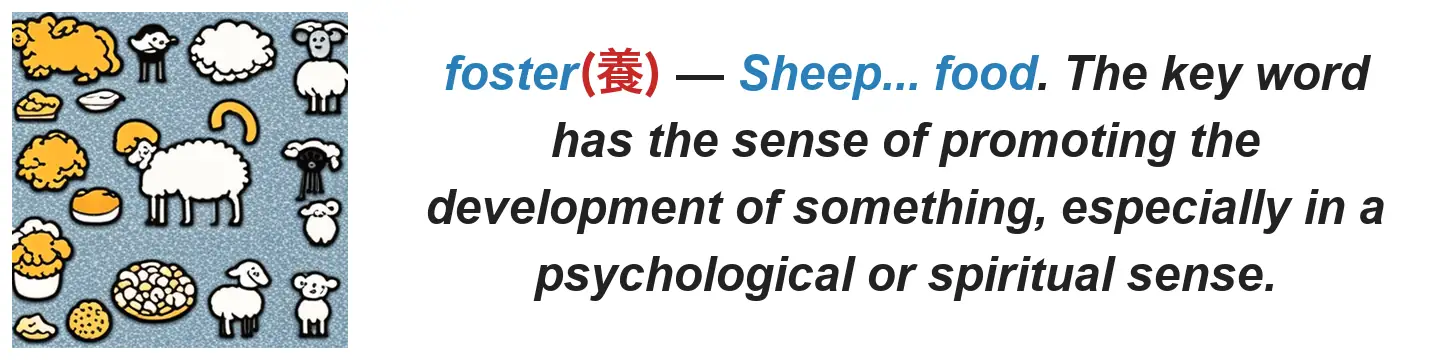 foster(養) — Sheep... food. The key word
has the sense of promoting the
development of something, especially in a
psychological or spiritual sense.